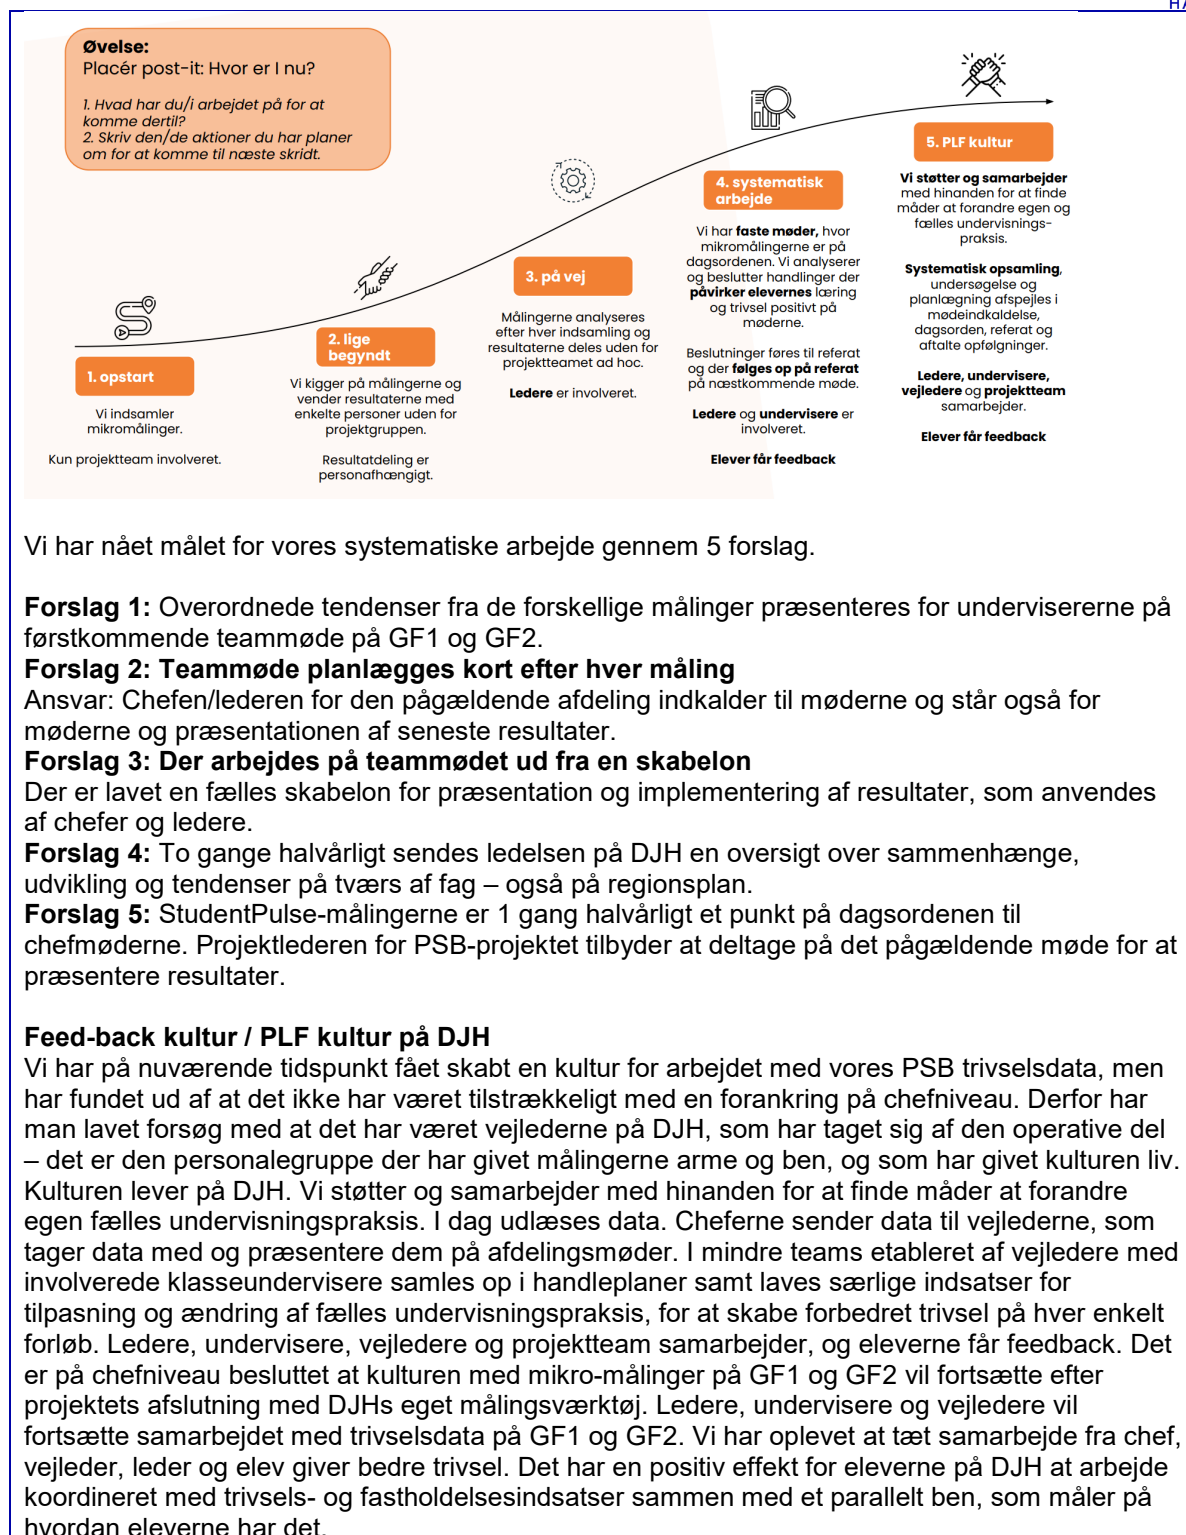 HA
Øvelse:
Placér post-it: Hvor er I nu?
1. Hvad har du/i arbejdet på for at
komme dertil?
2. Skriv den/de aktioner du har planer
om for at komme til næste skridt.
1. opstart
Vi indsamler
mikromålinger.
Kun projektteam involveret.
2. lige
begyndt
Vi kigger på målingerne og
vender resultaterne med
enkelte personer uden for
projektgruppen.
Resultatdeling er
personafhængigt.
3. på vej
Målingerne analyseres
efter hver indsamling og
resultaterne deles uden for
projektteamet ad hoc.
Ledere er involveret.
4. systematisk
arbejde
Vi har faste møder, hvor
mikromålingerne er på
dagsordenen. Vi analyserer
og beslutter handlinger der
påvirker elevernes læring
og trivsel positivt på
møderne.
Beslutninger føres til referat
og der følges op på referat
på næstkommende møde.
Ledere og undervisere er
involveret.
Elever får feedback
5. PLF kultur
Vi støtter og samarbejder
med hinanden for at finde
måder at forandre egen og
fælles undervisnings-
praksis.
Systematisk opsamling,
undersøgelse og
planlægning afspejles i
mødeindkaldelse,
dagsorden, referat og
aftalte opfølgninger.
Ledere, undervisere,
vejledere og projektteam
samarbejder.
Elever får feedback
Vi har nået målet for vores systematiske arbejde gennem 5 forslag.
Forslag 1: Overordnede tendenser fra de forskellige målinger præsenteres for undervisererne på
førstkommende teammøde på GF1 og GF2.
Forslag 2: Teammøde planlægges kort efter hver måling
Ansvar: Chefen/lederen for den pågældende afdeling indkalder til møderne og står også for
møderne og præsentationen af seneste resultater.
Forslag 3: Der arbejdes på teammødet ud fra en skabelon
Der er lavet en fælles skabelon for præsentation og implementering af resultater, som anvendes
af chefer og ledere.
Forslag 4: To gange halvårligt sendes ledelsen på DJH en oversigt over sammenhænge,
udvikling og tendenser på tværs af fag – også på regionsplan.
Forslag 5: StudentPulse-målingerne er 1 gang halvårligt et punkt på dagsordenen til
chefmøderne. Projektlederen for PSB-projektet tilbyder at deltage på det pågældende møde for at
præsentere resultater.
Feed-back kultur / PLF kultur på DJH
Vi har på nuværende tidspunkt fået skabt en kultur for arbejdet med vores PSB trivselsdata, men
har fundet ud af at det ikke har været tilstrækkeligt med en forankring på chefniveau. Derfor har
man lavet forsøg med at det har været vejlederne på DJH, som har taget sig af den operative del
– det er den personalegruppe der har givet målingerne arme og ben, og som har givet kulturen liv.
Kulturen lever på DJH. Vi støtter og samarbejder med hinanden for at finde måder at forandre
egen fælles undervisningspraksis. I dag udlæses data. Cheferne sender data til vejlederne, som
tager data med og præsentere dem på afdelingsmøder. I mindre teams etableret af vejledere med
involverede klasseundervisere samles op i handleplaner samt laves særlige indsatser for
tilpasning og ændring af fælles undervisningspraksis, for at skabe forbedret trivsel på hver enkelt
forløb. Ledere, undervisere, vejledere og projektteam samarbejder, og eleverne får feedback. Det
er på chefniveau besluttet at kulturen med mikro-målinger på GF1 og GF2 vil fortsætte efter
projektets afslutning med DJHs eget målingsværktøj. Ledere, undervisere og vejledere vil
fortsætte samarbejdet med trivselsdata på GF1 og GF2. Vi har oplevet at tæt samarbejde fra chef,
vejleder, leder og elev giver bedre trivsel. Det har en positiv effekt for eleverne på DJH at arbejde
koordineret med trivsels- og fastholdelsesindsatser sammen med et parallelt ben, som måler på
hvordan eleverne har det.